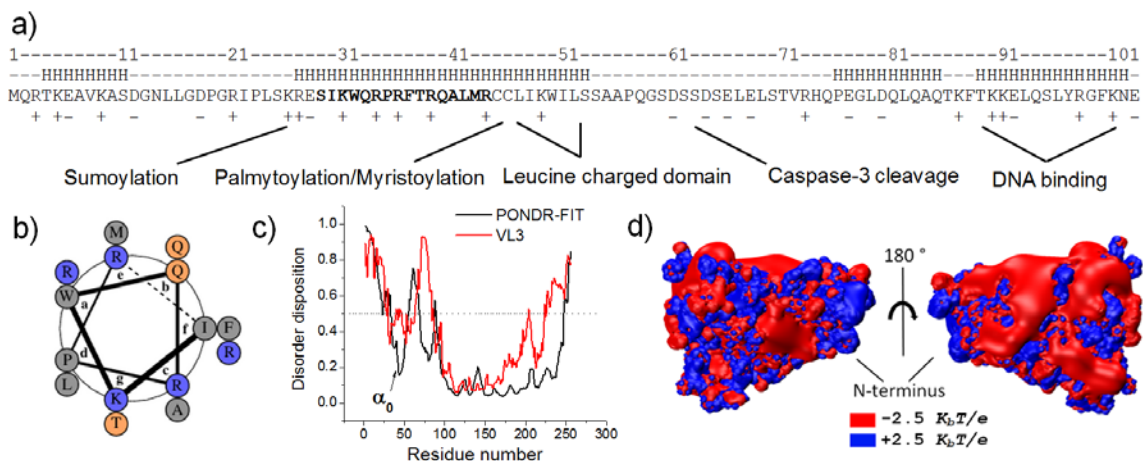 a)
1---------11--------21--------31--------41--------51--------61--------71--------81--------91-------101-
---HHHHHHHH---------------HHHHHHHHHHHHHHHHHHHHHHHHHH----------------------HHHHHHHHHH---HHHHHHHHHHHHHH--
MQRTKEAVKASDGNLLGDPGRIPLSKRESIKWQRPRFTRQALMRCCLIKWILSSAAPQGSDSSDSELELSTVRHQPEGLDQLQAQTKFTKKELQSLYRGFKNE
+ +- + - - + ++- + + + + + + - - - - + - - + ++- + + -
Sumoylation Palmytoylation/Myristoylation Leucine charged domain Caspase-3 cleavage DNA binding
b)
M
R
e
Q
Q
b
R
W
a
I
f
F
R
P
d
L
K
g
T
R
c
A
c)
PONDR-FIT
VL3
Disorder disposition
1.0
0.8
0.6
0.4
0.2
0.0
α0
0 50 100 150 200 250 300
Residue number
d)
180°
N-terminus
−2.5 KbT/e
+2.5 KbT/e